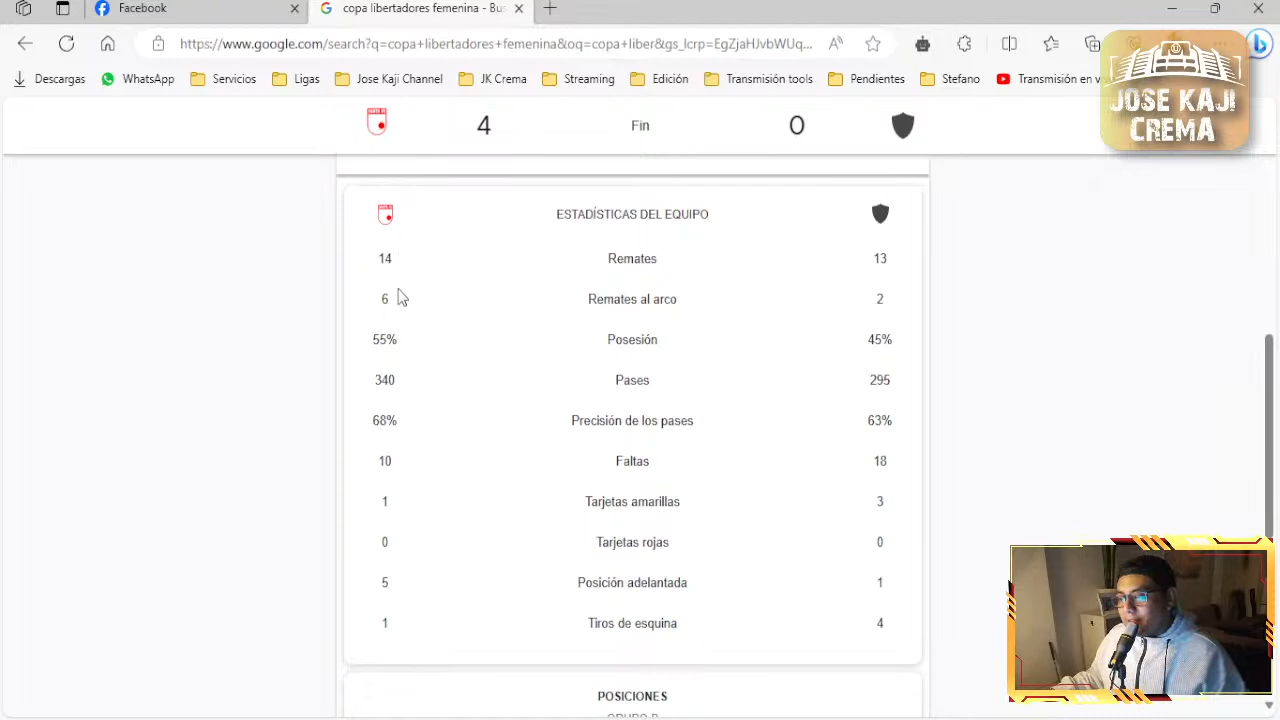 Facebook
copa libertadores femenina - Bus
https://www.google.com/search?q=copa+libertadores+femenina&oq=copa+liber&gs_lcrp=EgZjaHJvbWUq...
Descargas WhatsApp Servicios Ligas Jose Kaji Channel JK Crema Streaming Edición Transmisión tools Pendientes Stefano Transmisión en v
JOSE KAJI
CREMA
4 Fin 0
ESTADÍSTICAS DEL EQUIPO
14 Remates 13
6 Remates al arco 2
55% Posesión 45%
340 Pases 295
68% Precisión de los pases 63%
10 Faltas 18
1 Tarjetas amarillas 3
0 Tarjetas rojas 0
5 Posición adelantada 1
1 Tiros de esquina 4
POSICIONES